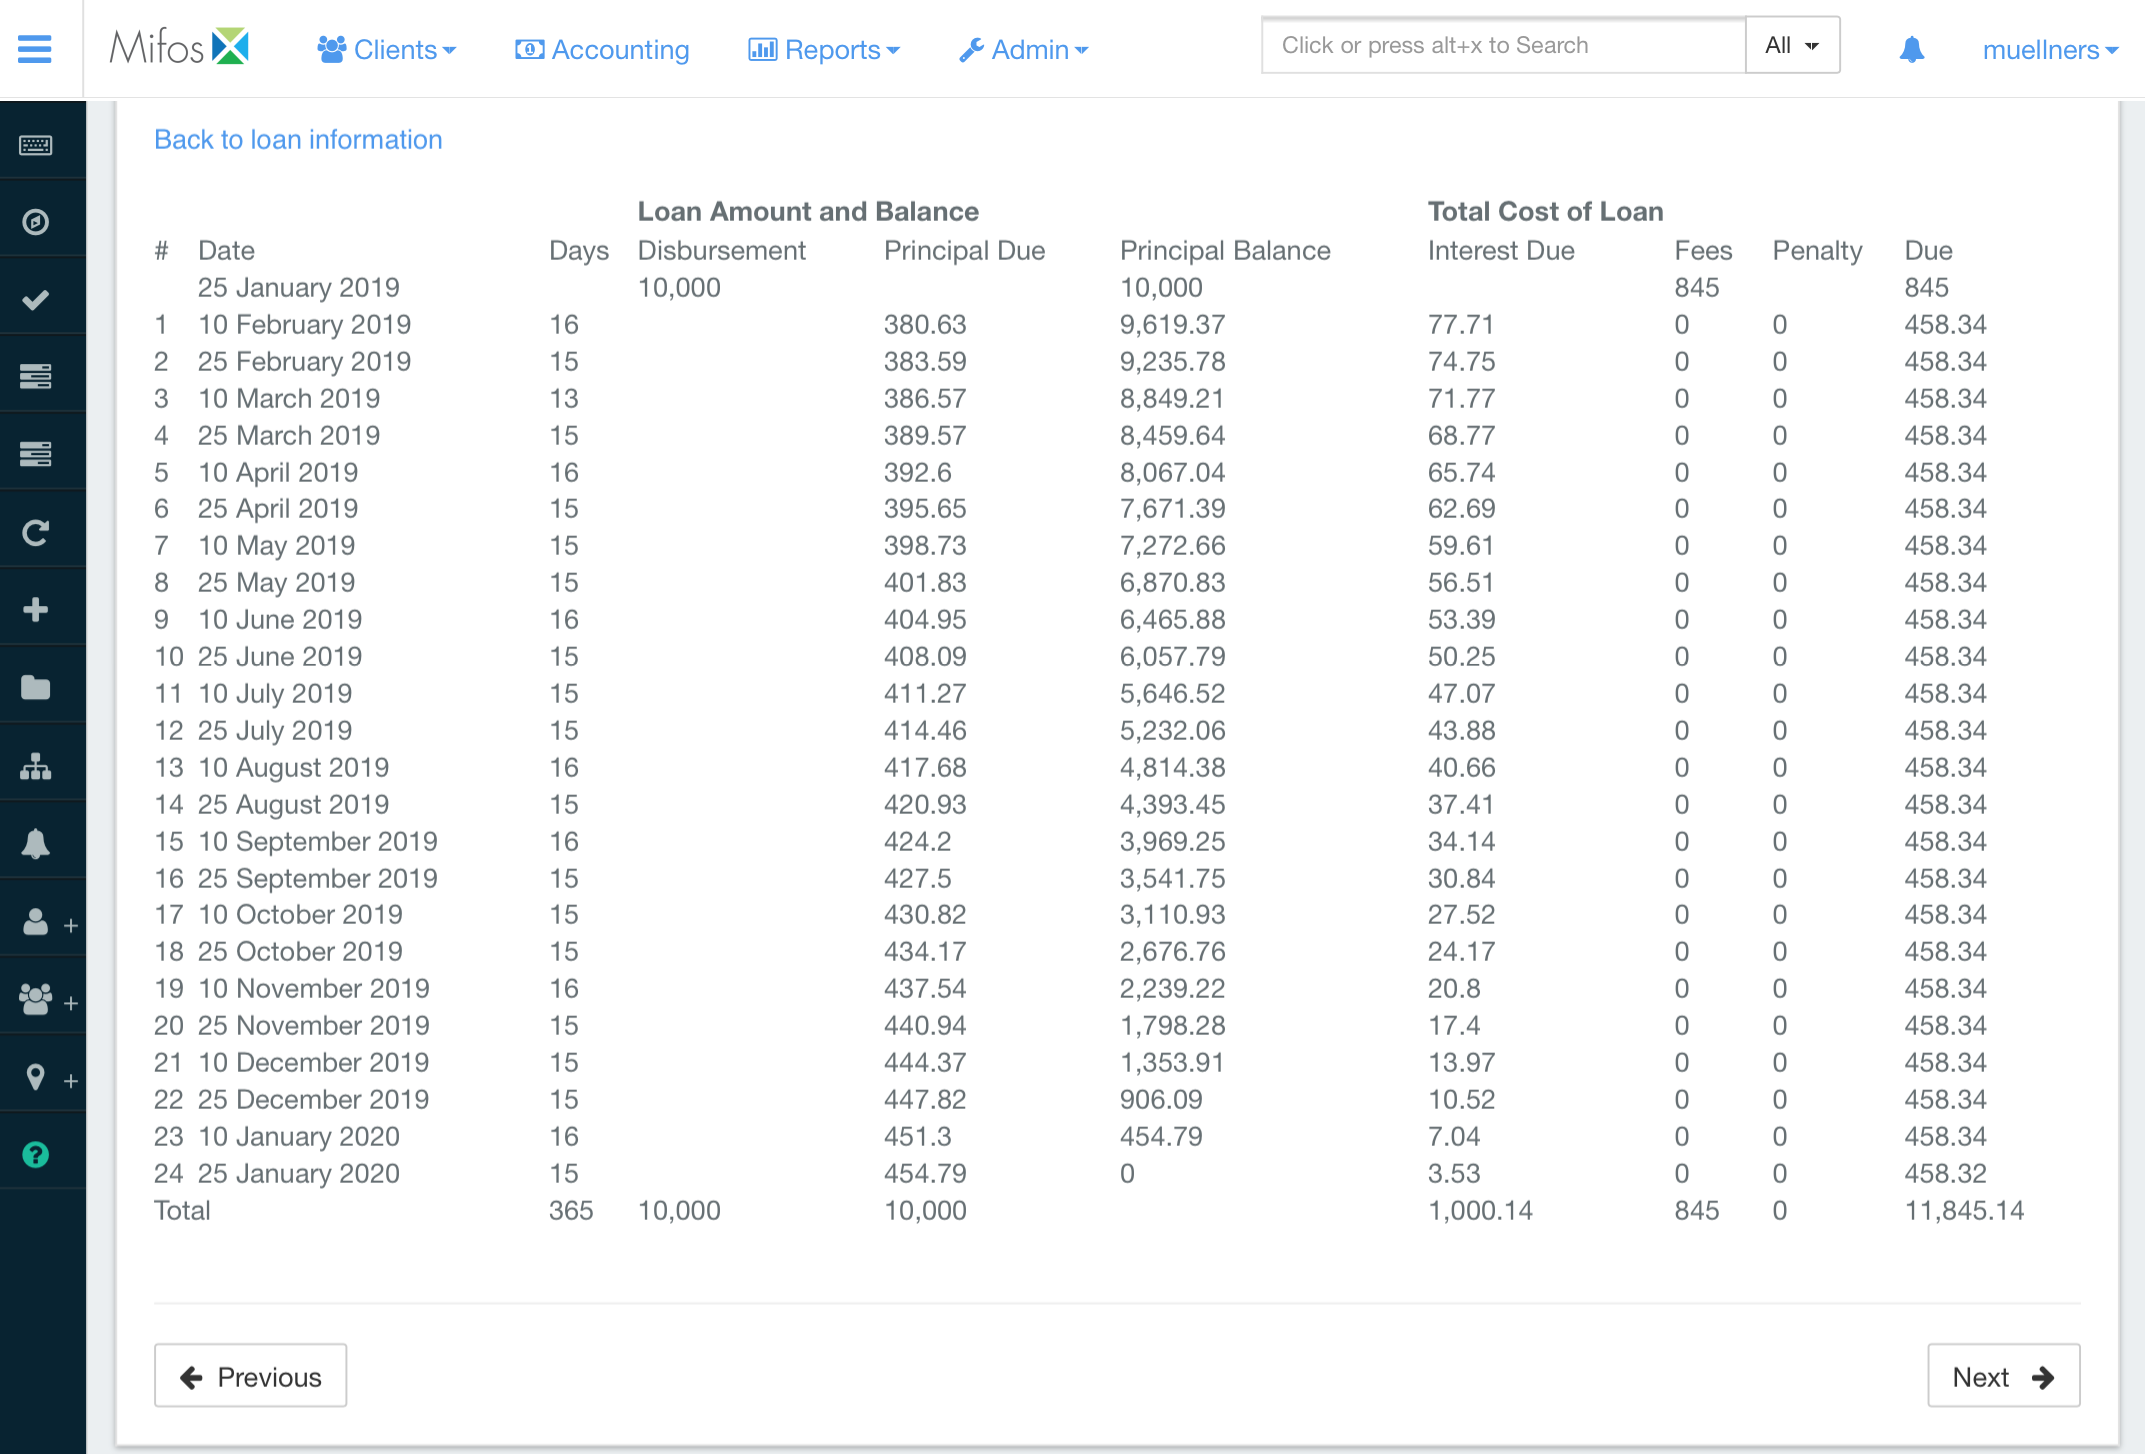 Mifos Clients Accounting Reports Admin Click or press alt+x to Search All muellners
Back to loan information
Loan Amount and Balance Total Cost of Loan
# Date Days Disbursement Principal Due Principal Balance Interest Due Fees Penalty Due
25 January 2019 10,000 10,000 845 845
1 10 February 2019 16 380.63 9,619.37 77.71 0 0 458.34
2 25 February 2019 15 383.59 9,235.78 74.75 0 0 458.34
3 10 March 2019 13 386.57 8,849.21 71.77 0 0 458.34
4 25 March 2019 15 389.57 8,459.64 68.77 0 0 458.34
5 10 April 2019 16 392.6 8,067.04 65.74 0 0 458.34
6 25 April 2019 15 395.65 7,671.39 62.69 0 0 458.34
7 10 May 2019 15 398.73 7,272.66 59.61 0 0 458.34
8 25 May 2019 15 401.83 6,870.83 56.51 0 0 458.34
9 10 June 2019 16 404.95 6,465.88 53.39 0 0 458.34
10 25 June 2019 15 408.09 6,057.79 50.25 0 0 458.34
11 10 July 2019 15 411.27 5,646.52 47.07 0 0 458.34
12 25 July 2019 15 414.46 5,232.06 43.88 0 0 458.34
13 10 August 2019 16 417.68 4,814.38 40.66 0 0 458.34
14 25 August 2019 15 420.93 4,393.45 37.41 0 0 458.34
15 10 September 2019 16 424.2 3,969.25 34.14 0 0 458.34
16 25 September 2019 15 427.5 3,541.75 30.84 0 0 458.34
17 10 October 2019 15 430.82 3,110.93 27.52 0 0 458.34
18 25 October 2019 15 434.17 2,676.76 24.17 0 0 458.34
19 10 November 2019 16 437.54 2,239.22 20.8 0 0 458.34
20 25 November 2019 15 440.94 1,798.28 17.4 0 0 458.34
21 10 December 2019 15 444.37 1,353.91 13.97 0 0 458.34
22 25 December 2019 15 447.82 906.09 10.52 0 0 458.34
23 10 January 2020 16 451.3 454.79 7.04 0 0 458.34
24 25 January 2020 15 454.79 0 3.53 0 0 458.32
Total 365 10,000 10,000 1,000.14 845 0 11,845.14
Previous Next